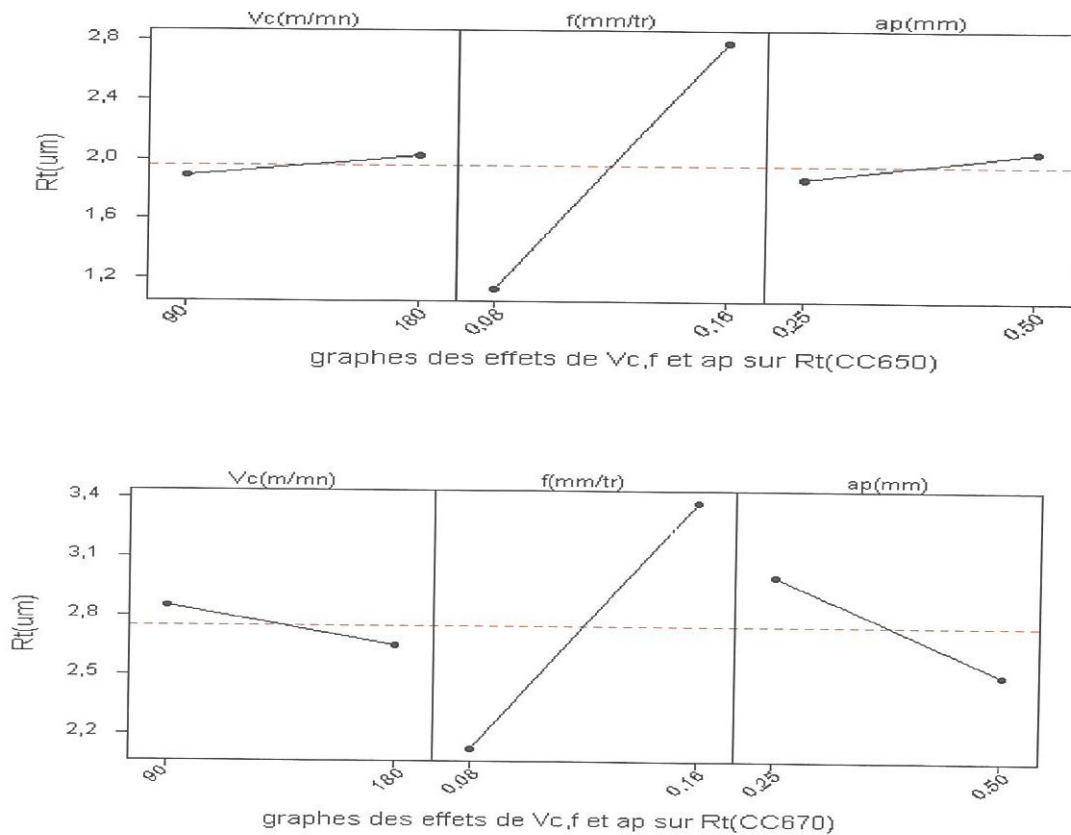 Vc(m/mn) f(mm/tr) ap(mm)
2,8
2,4
2,0
1,6
1,2
Rt(um)
90 180 0,08 0,16 0,25 0,50
graphes des effets de Vc,f et ap sur Rt(CC650)
Vc(m/mn) f(mm/tr) ap(mm)
3,4
3,1
2,8
2,5
2,2
Rt(um)
90 180 0,08 0,16 0,25 0,50
graphes des effets de Vc,f et ap sur Rt(CC670)